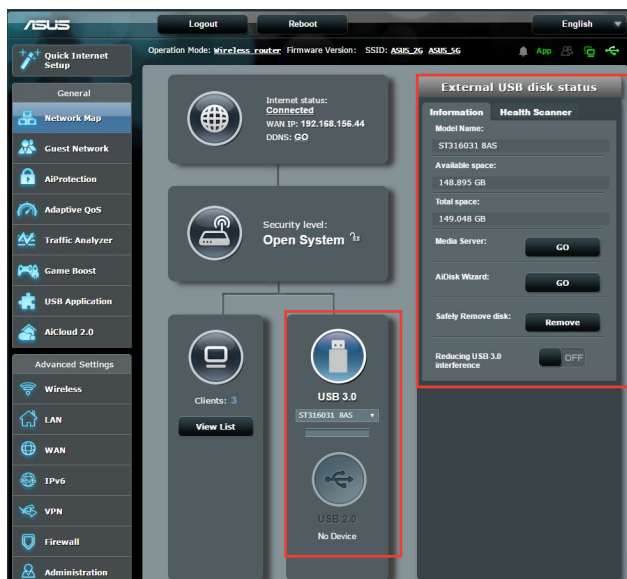 ASUS
Logout
Reboot
English
Quick Internet
Setup
Operation Mode: Wireless router Firmware Version: SSID: ASUS_2G ASUS_5G
App
General
Network Map
Guest Network
AiProtection
Adaptive QoS
Traffic Analyzer
Game Boost
USB Application
AiCloud 2.0
Advanced Settings
Wireless
LAN
WAN
IPv6
VPN
Firewall
Administration
Internet status:
Connected
WAN IP: 192.168.156.44
DDNS: GO
Security level:
Open System
Clients: 3
View List
USB 3.0
ST316031 8AS
USB 2.0
No Device
External USB disk status
Information
Health Scanner
Model Name:
ST316031 8AS
Available space:
148.895 GB
Total space:
149.048 GB
Media Server:
GO
AiDisk Wizard:
GO
Safely Remove disk:
Remove
Reducing USB 3.0
interference
OFF